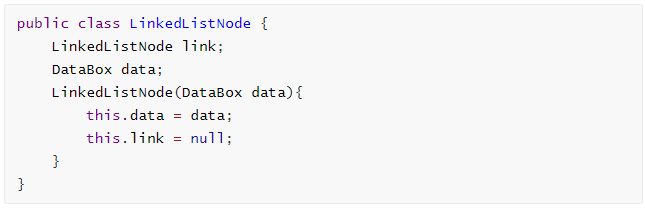 public class LinkedListNode {
    LinkedListNode link;
    DataBox data;
    LinkedListNode(DataBox data){
        this.data = data;
        this.link = null;
    }
}